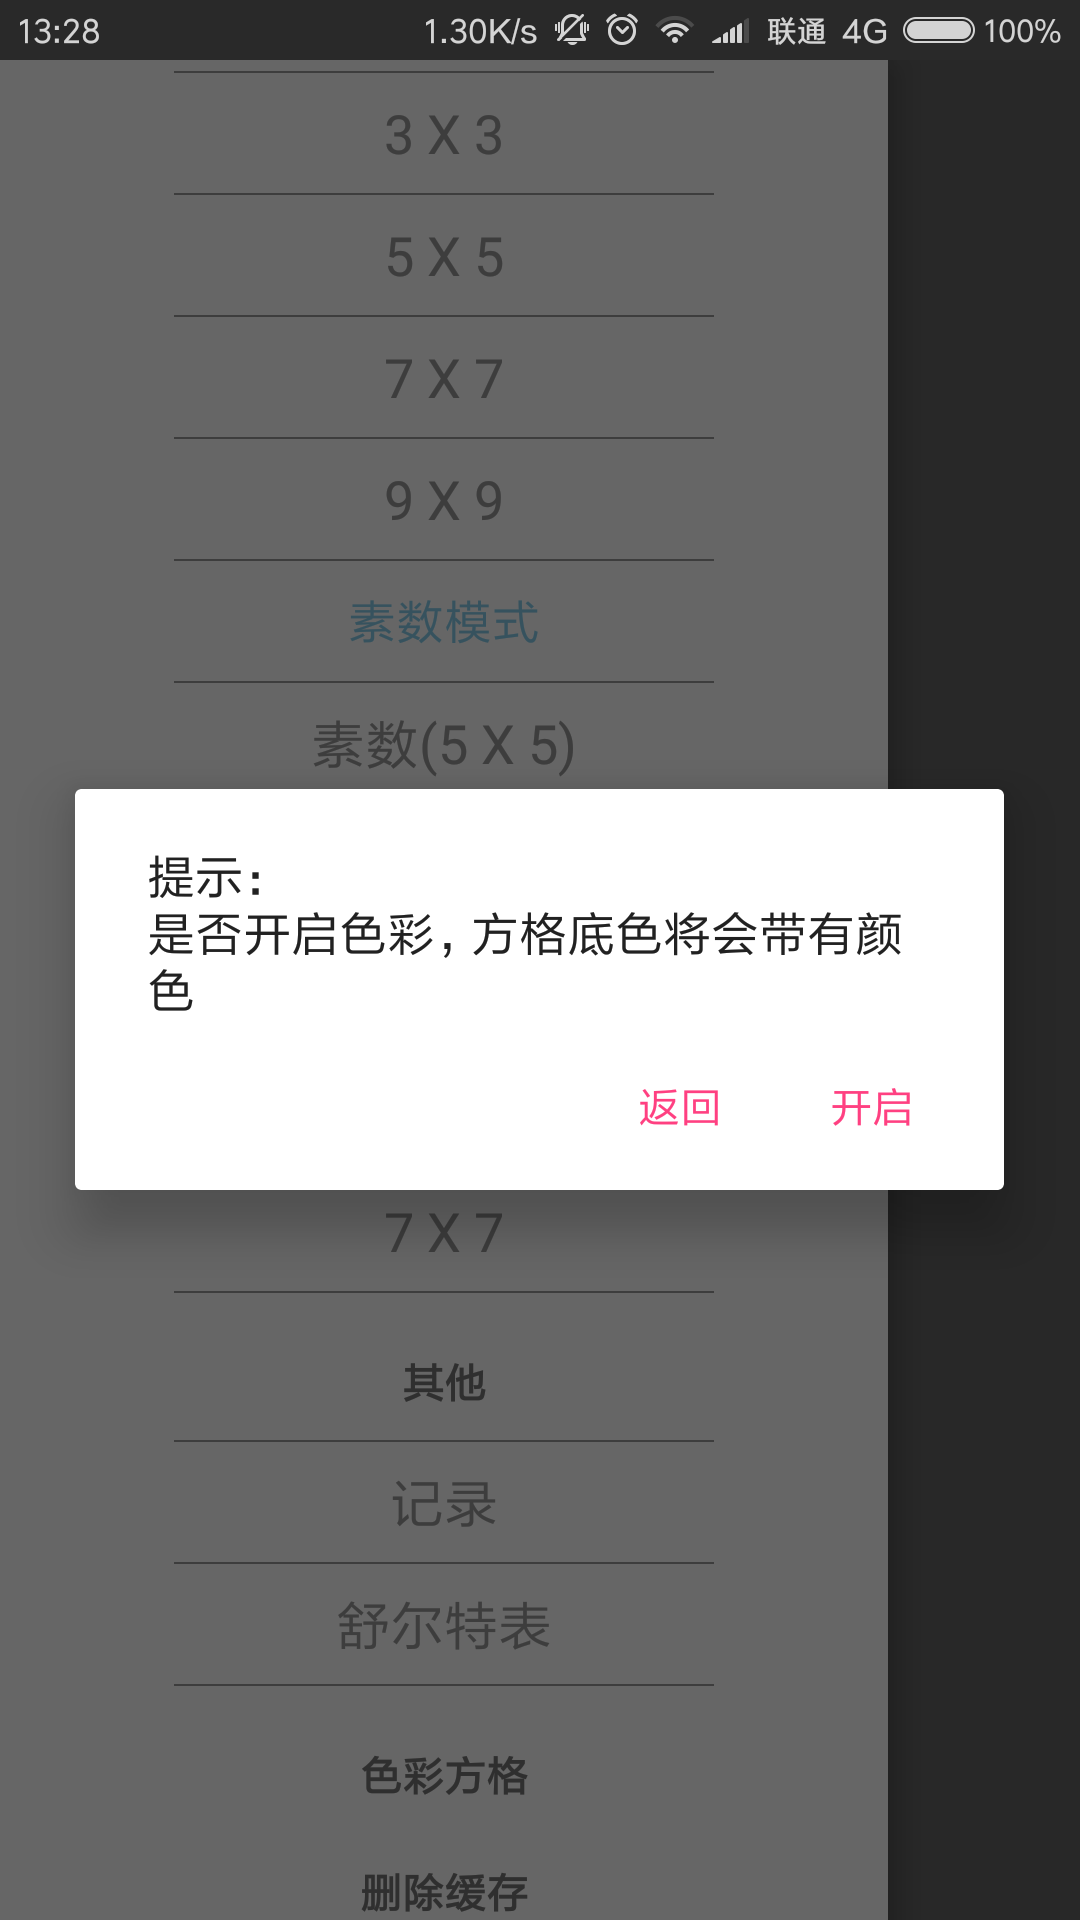 13:28 1.30K/s 联通 4G 100%
3 X 3
5 X 5
7 X 7
9 X 9
素数模式
素数(5 X 5)
提示:
是否开启色彩, 方格底色将会带有颜
色
返回 开启
7 X 7
其他
记录
舒尔特表
色彩方格
删除缓存